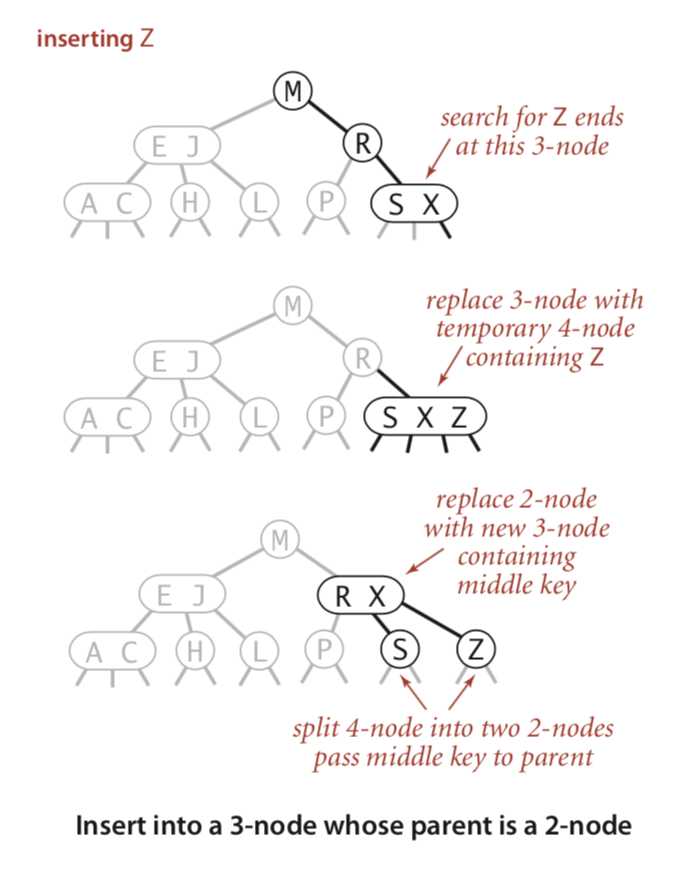 inserting Z
M
search for Z ends
at this 3-node
E J R
A C H L P S X
M
replace 3-node with
temporary 4-node
containing Z
E J R
A C H L P S X Z
replace 2-node
with new 3-node
containing
middle key
M
E J R X
A C H L P S Z
split 4-node into two 2-nodes
pass middle key to parent
Insert into a 3-node whose parent is a 2-node